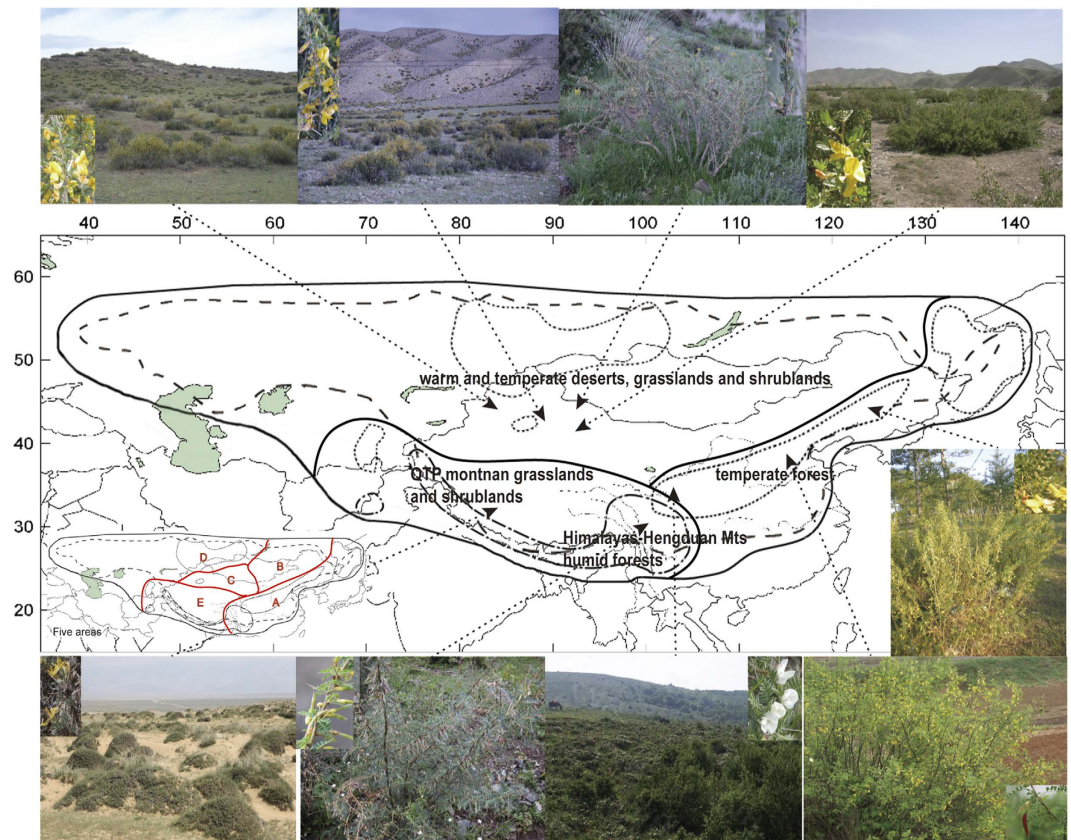 40 50 60 70 80 90 100 110 120 130 140
60
50
warm and temperate deserts, grasslands and shrublands
40
QTP montnan grasslands
and shrublands
temperate forest
30
Himalayas-Hengduan Mts
humid forests
D
B
C
E
A
20
Five areas